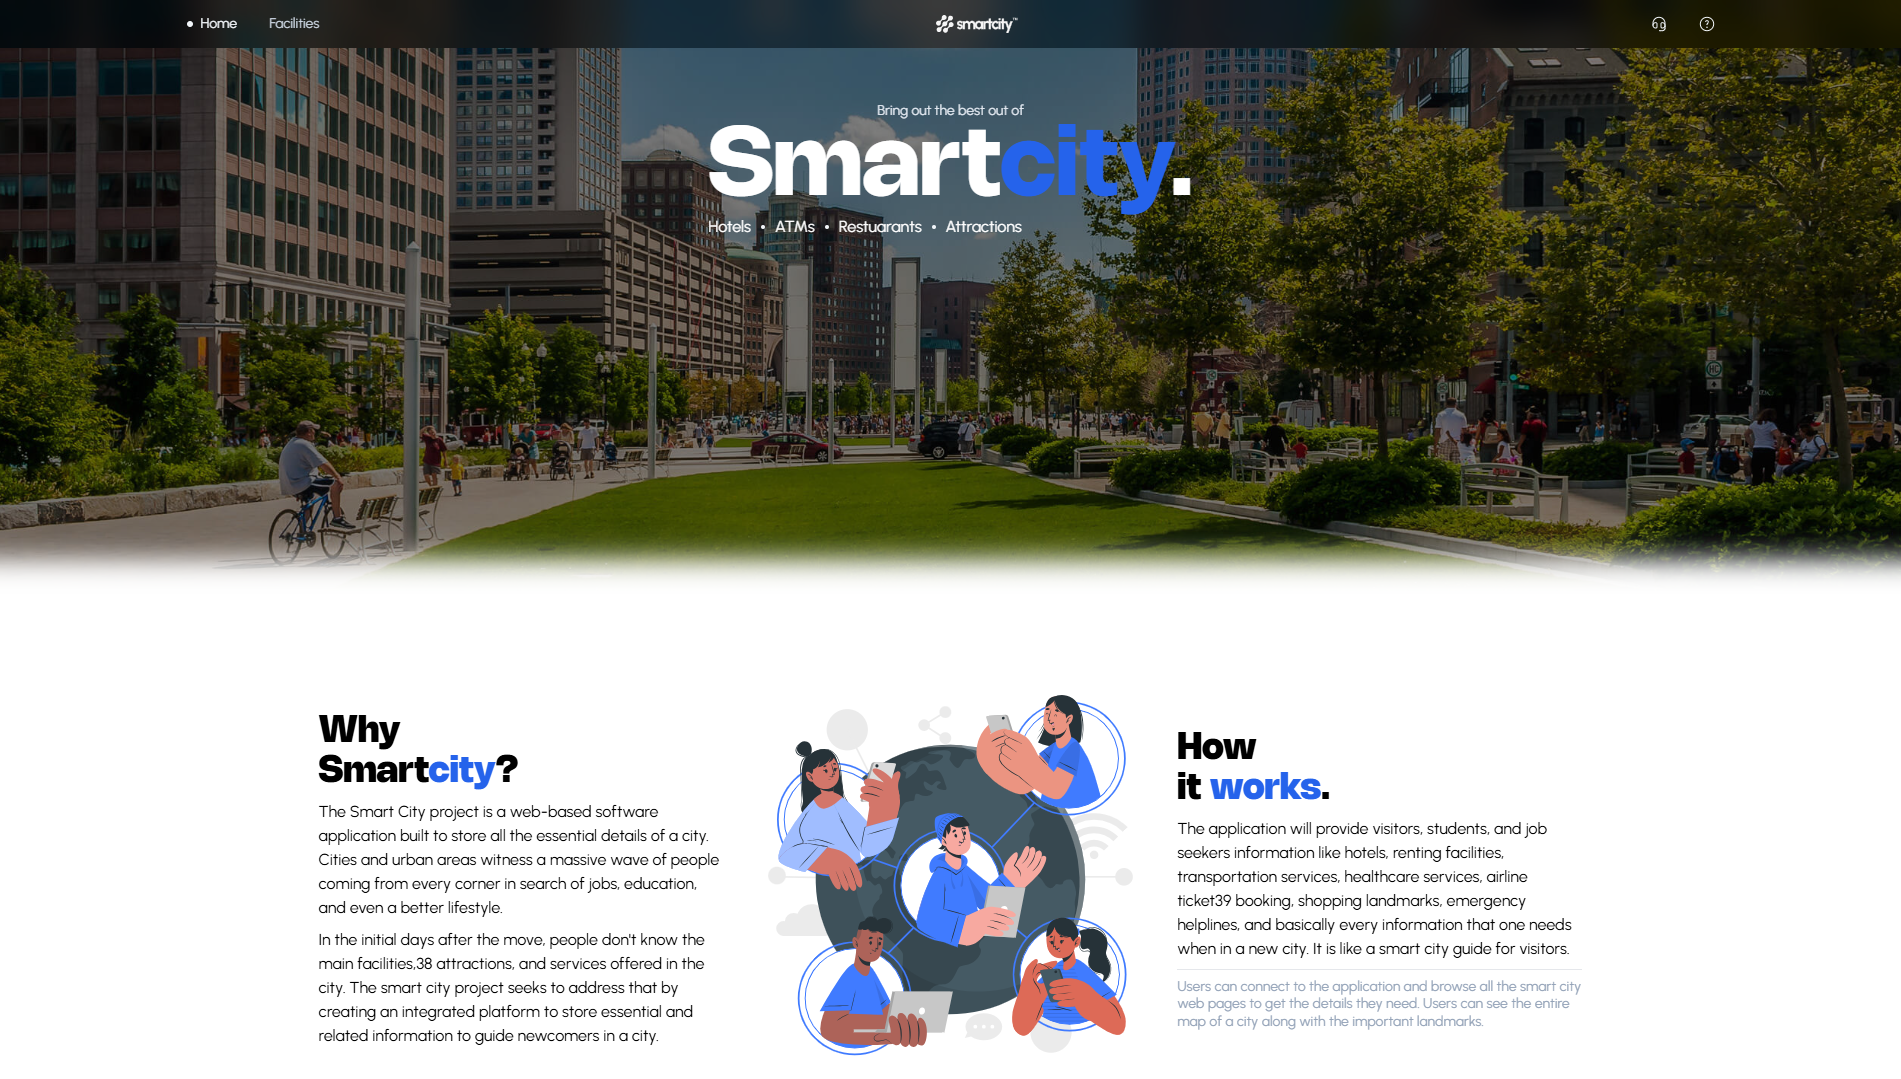 Home
Facilities
smartcity™
Bring out the best out of
Smartcity.
Hotels • ATMs • Restuarants • Attractions
Why
Smartcity?
The Smart City project is a web-based software
application built to store all the essential details of a city.
Cities and urban areas witness a massive wave of people
coming from every corner in search of jobs, education,
and even a better lifestyle.
In the initial days after the move, people don't know the
main facilities,38 attractions, and services offered in the
city. The smart city project seeks to address that by
creating an integrated platform to store essential and
related information to guide newcomers in a city.
How
it works.
The application will provide visitors, students, and job
seekers information like hotels, renting facilities,
transportation services, healthcare services, airline
ticket39 booking, shopping landmarks, emergency
helplines, and basically every information that one needs
when in a new city. It is like a smart city guide for visitors.
Users can connect to the application and browse all the smart city
web pages to get the details they need. Users can see the entire
map of a city along with the important landmarks.